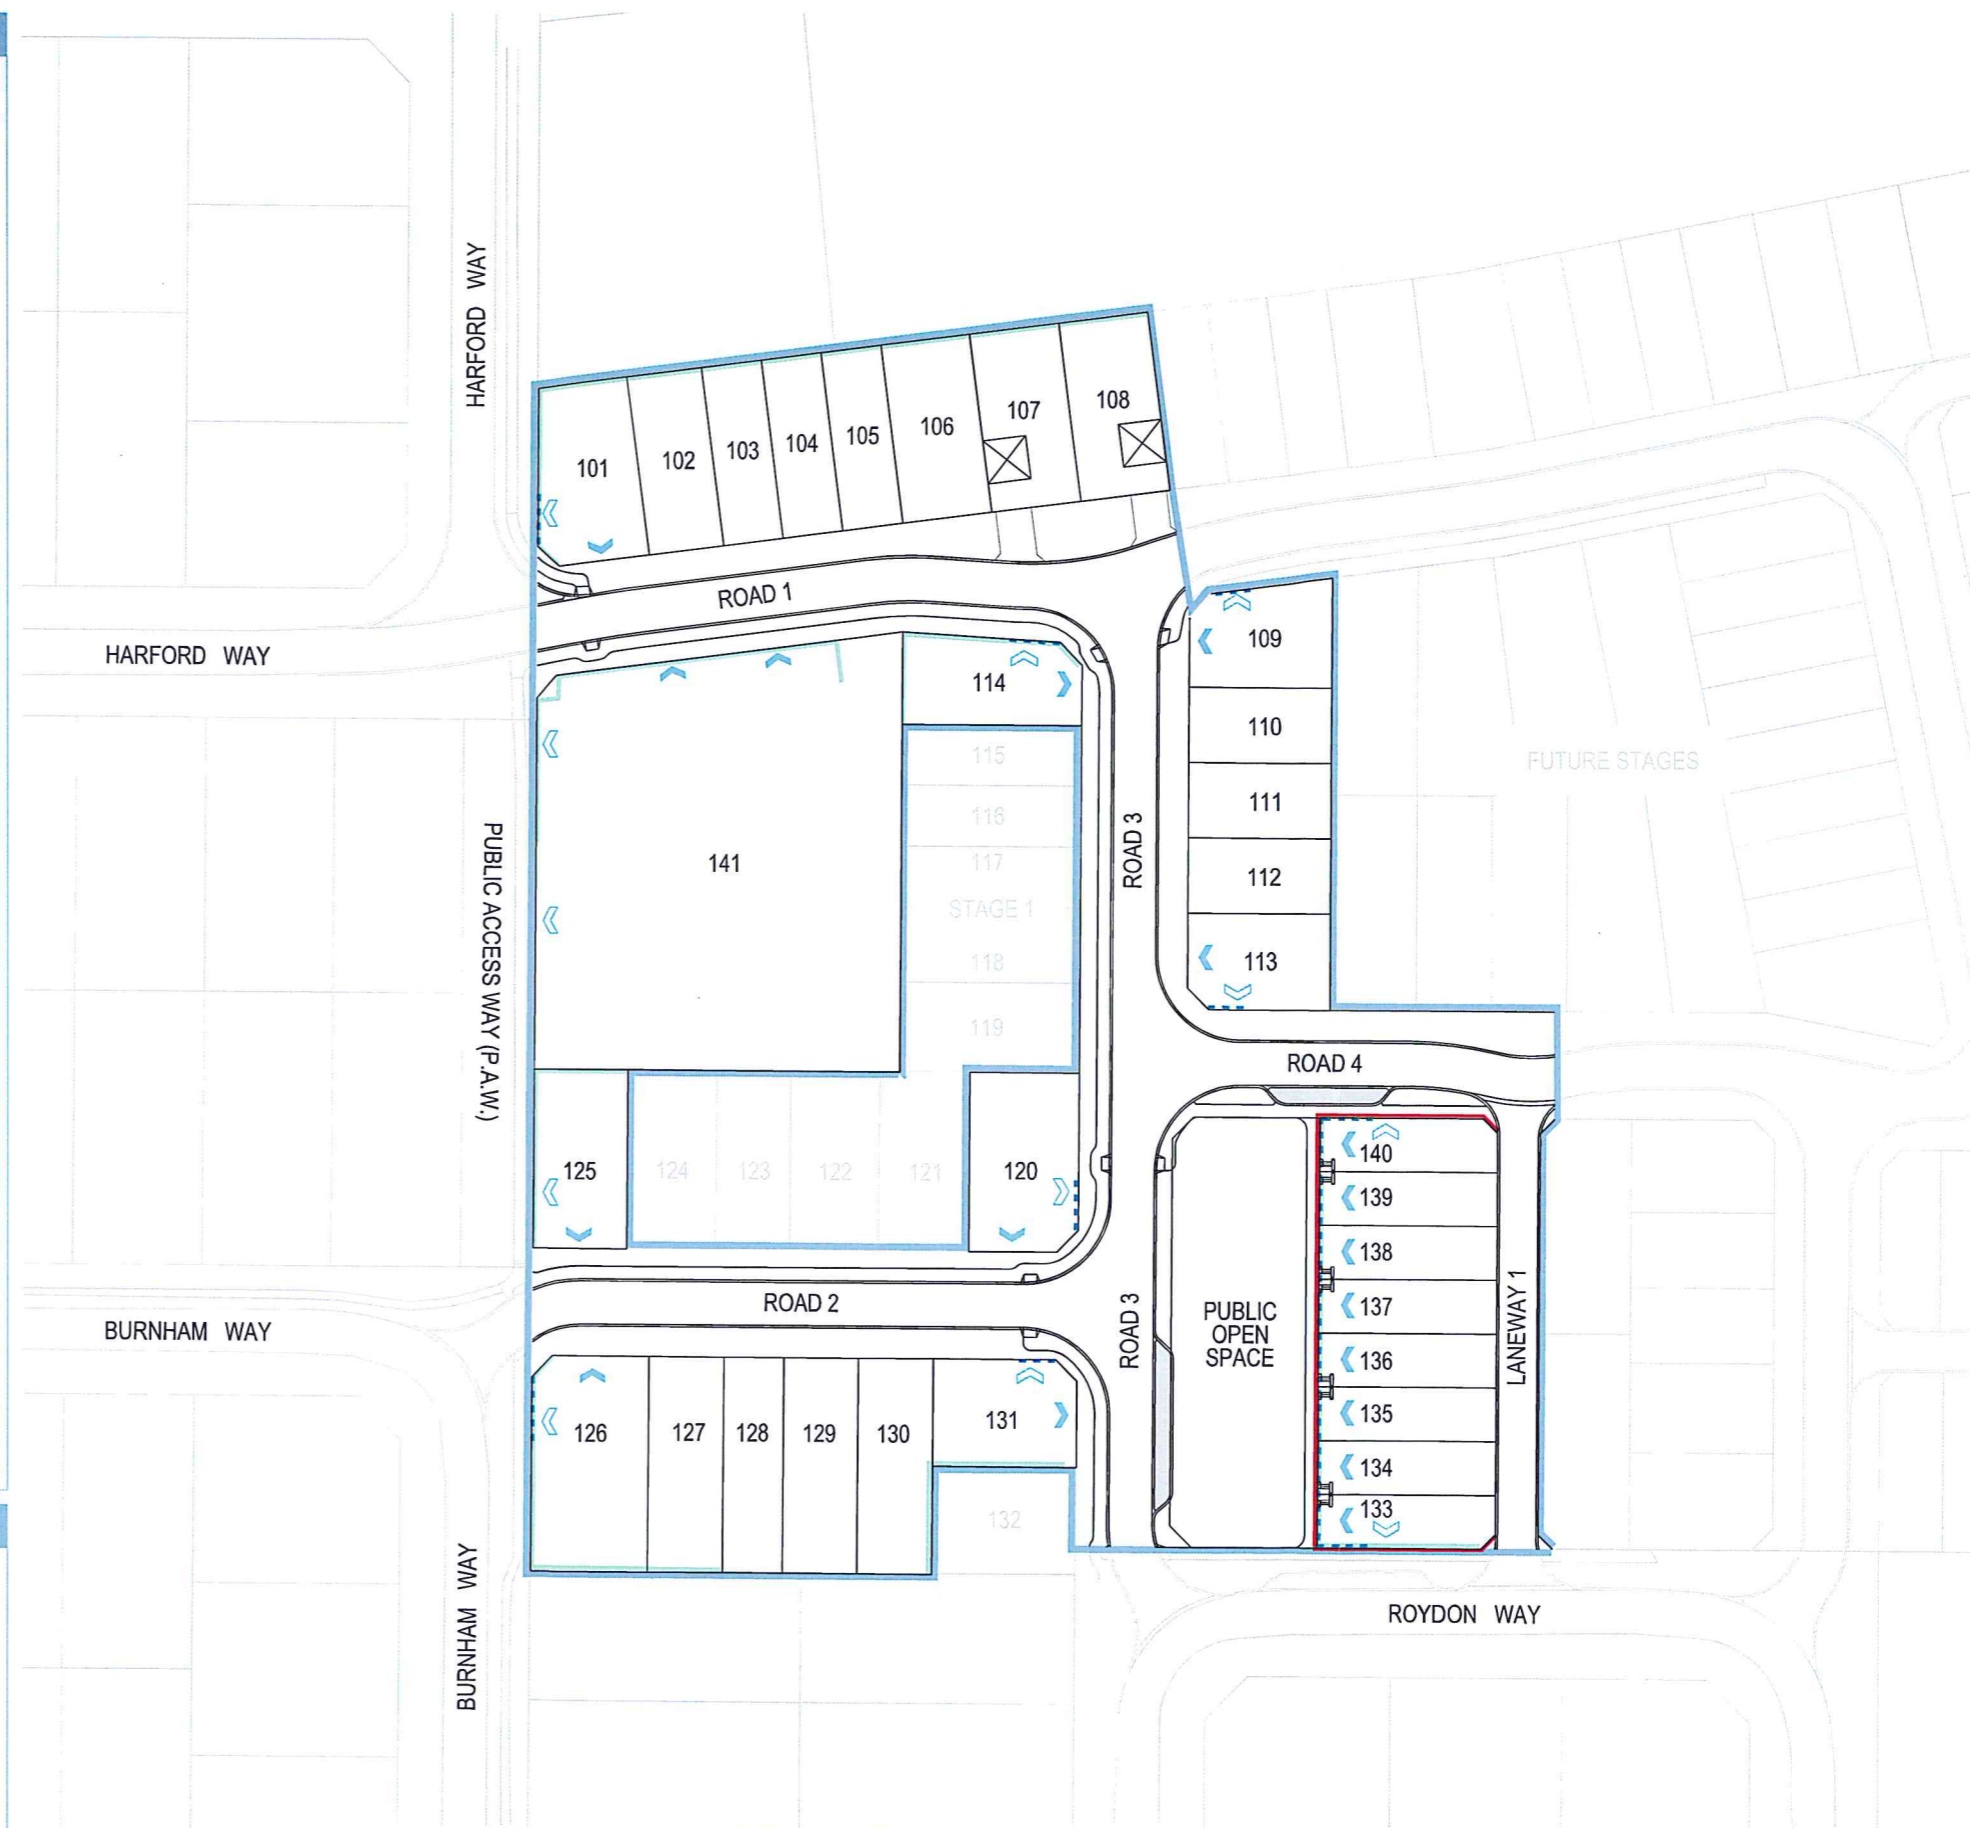 HARFORD WAY
108
107
106
105
104
103
102
101
ROAD 1
HARFORD WAY
109
114
110
115
FUTURE STAGES
111
116
ROAD 3
117
141
112
STAGE 1
113
118
PUBLIC ACCESS WAY (P.A.W.)
119
ROAD 4
140
125
124
123
122
121
120
139
138
ROAD 2
137
PUBLIC
OPEN
SPACE
ROAD 3
LANEWAY 1
BURNHAM WAY
136
135
131
126
127
128
129
130
134
133
132
BURNHAM WAY
ROYDON WAY